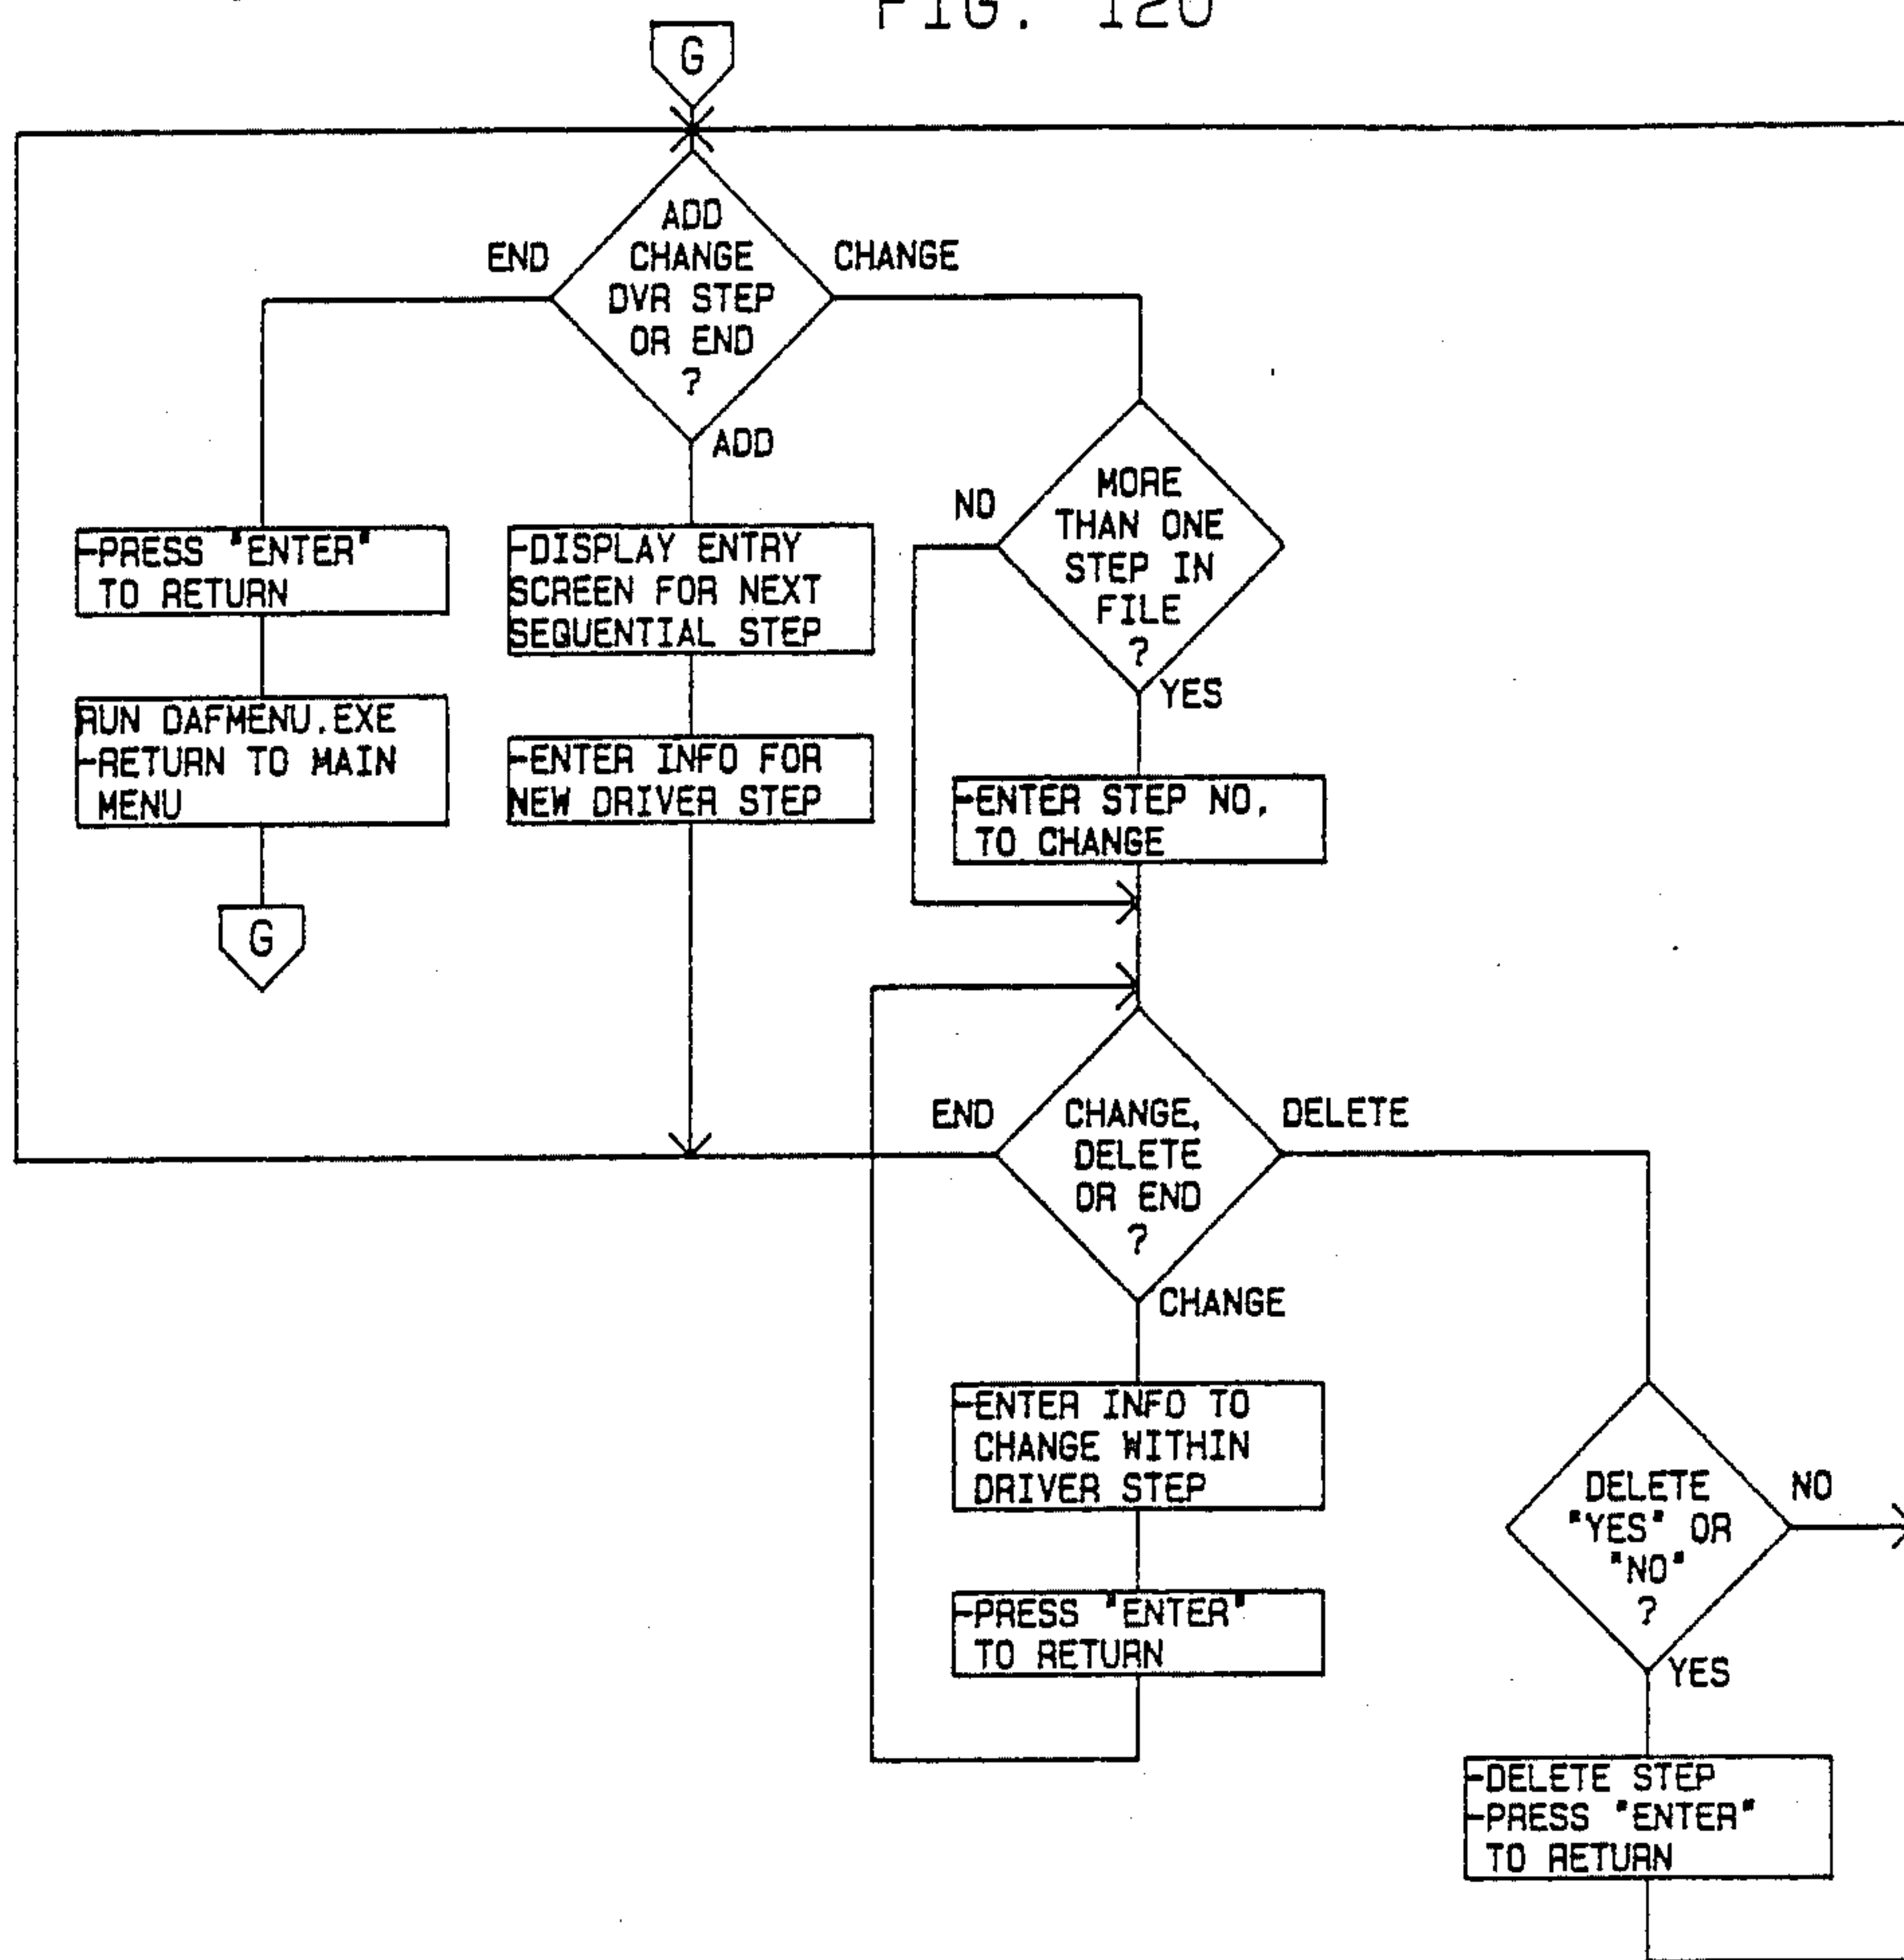 FIG. 120
G
ADD
CHANGE
DVR STEP
OR END
?
END
CHANGE
ADD
-PRESS "ENTER"
TO RETURN
RUN DAFMENU.EXE
-RETURN TO MAIN
MENU
G
-DISPLAY ENTRY
SCREEN FOR NEXT
SEQUENTIAL STEP
-ENTER INFO FOR
NEW DRIVER STEP
MORE
THAN ONE
STEP IN
FILE
?
NO
YES
-ENTER STEP NO.
TO CHANGE
CHANGE,
DELETE
OR END
?
END
DELETE
CHANGE
-ENTER INFO TO
CHANGE WITHIN
DRIVER STEP
-PRESS "ENTER"
TO RETURN
DELETE
"YES" OR
"NO"
?
NO
YES
-DELETE STEP
-PRESS "ENTER"
TO RETURN